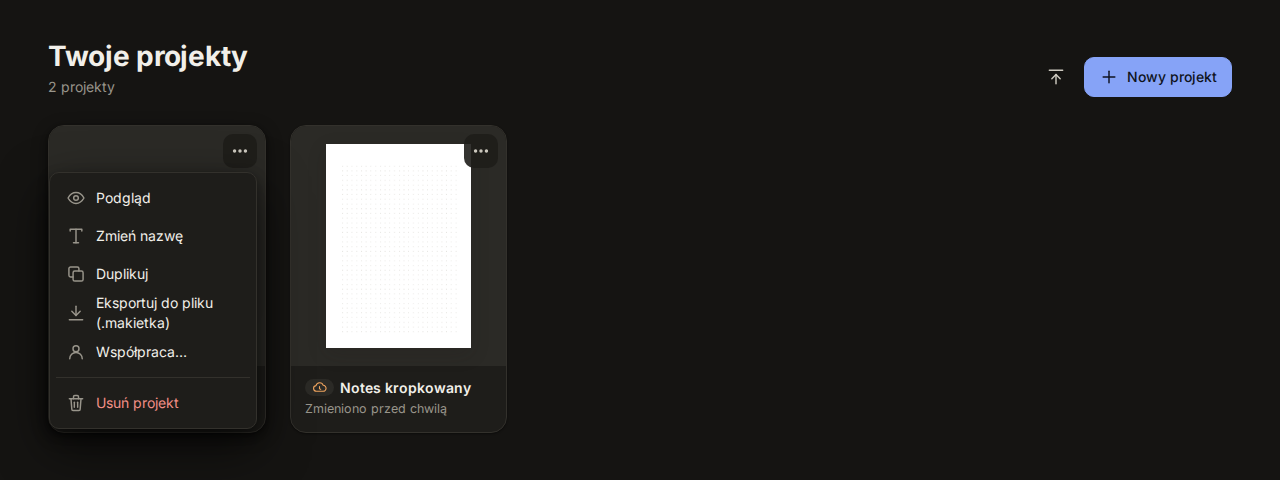 Twoje projekty
2 projekty
Nowy projekt
Podgląd
Zmień nazwę
Duplikuj
Eksportuj do pliku
(.makietka)
Współpraca...
Usuń projekt
Notes kropkowany
Zmieniono przed chwilą